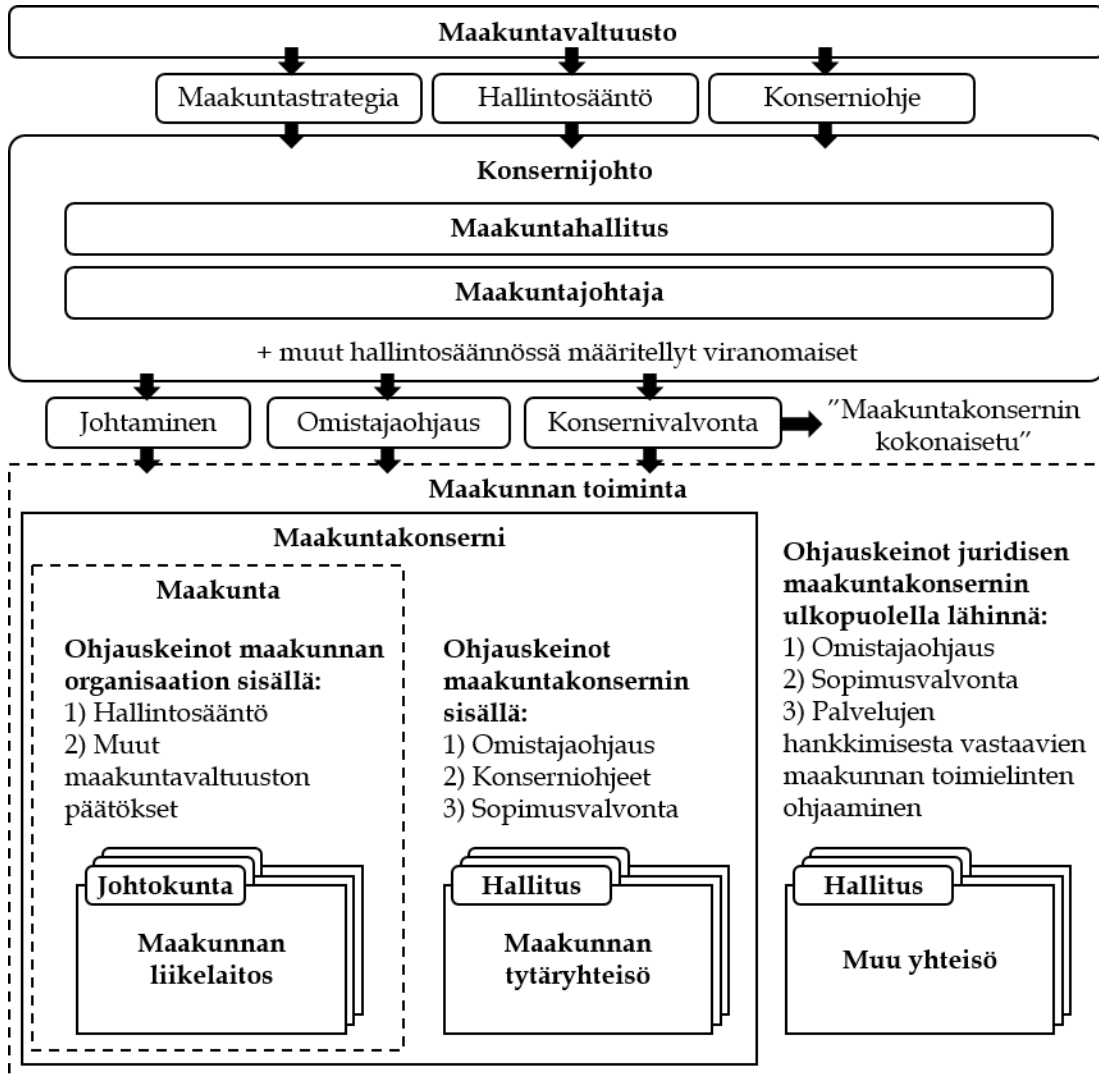 Maakuntavaltuusto
Maakuntastrategia
Hallintosääntö
Konserniohje
Konsernijohto
Maakuntahallitus
Maakuntajohtaja
+ muut hallintosäännössä määritellyt viranomaiset
Johtaminen
Omistajaohjaus
Konsernivalvonta
”Maakuntakonsernin
kokonaisetu”
Maakunnan toiminta
Maakuntakonserni
Maakunta
Ohjauskeinot maakunnan
organisaation sisällä:
1) Hallintosääntö
2) Muut
maakuntavaltuuston
päätökset
Johtokunta
Maakunnan
liikelaitos
Ohjauskeinot
maakuntakonsernin
sisällä:
1) Omistajaohjaus
2) Konserniohjeet
3) Sopimusvalvonta
Hallitus
Maakunnan
tytäryhteisö
Ohjauskeinot juridisen
maakuntakonsernin
ulkopuolella lähinnä:
1) Omistajaohjaus
2) Sopimusvalvonta
3) Palvelujen
hankkimisesta vastaavien
maakunnan toimielinten
ohjaaminen
Hallitus
Muu yhteisö